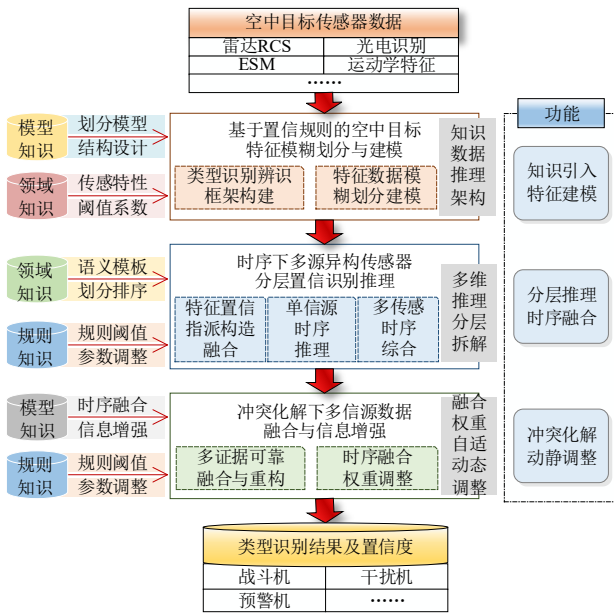 空中目标传感器数据
雷达RCS
光电识别
ESM
运动学特征
······
功能
模型
知识
划分模型
结构设计
领域
知识
传感特性
阈值系数
基于置信规则的空中目标
特征模糊划分与建模
类型识别辨识
框架构建
特征数据模
糊划分建模
知识
数据
推理
架构
知识引入
特征建模
领域
知识
语义模板
划分排序
规则
知识
规则阈值
参数调整
时序下多源异构传感器
分层置信识别推理
特征置信
指派构造
融合
单信源
时序
推理
多传感
时序
综合
多维
推理
分层
拆解
分层推理
时序融合
模型
知识
时序融合
信息增强
规则
知识
规则阈值
参数调整
冲突化解下多信源数据
融合与信息增强
多证据可靠
融合与重构
时序融合
权重调整
融合
权重
自适
动态
调整
冲突化解
动静调整
类型识别结果及置信度
战斗机
干扰机
预警机
······